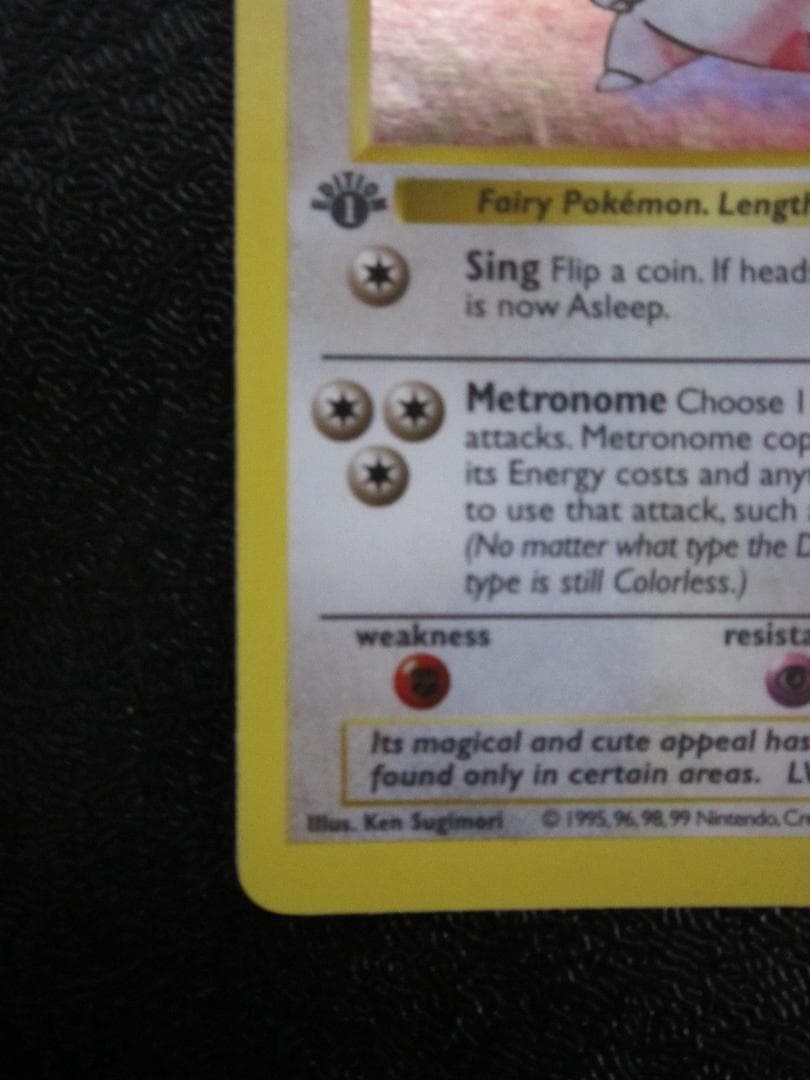 EDITION
1
Fairy Pokémon. Length
Sing Flip a coin. If heads
is now Asleep.
Metronome Choose 1
attacks. Metronome cop
its Energy costs and any
to use that attack, such
(No matter what type the D
type is still Colorless.)
weakness resista
Its magical and cute appeal has
found only in certain areas. LV
Illus. Ken Sugimori © 1995, 96, 98, 99 Nintendo, Cre